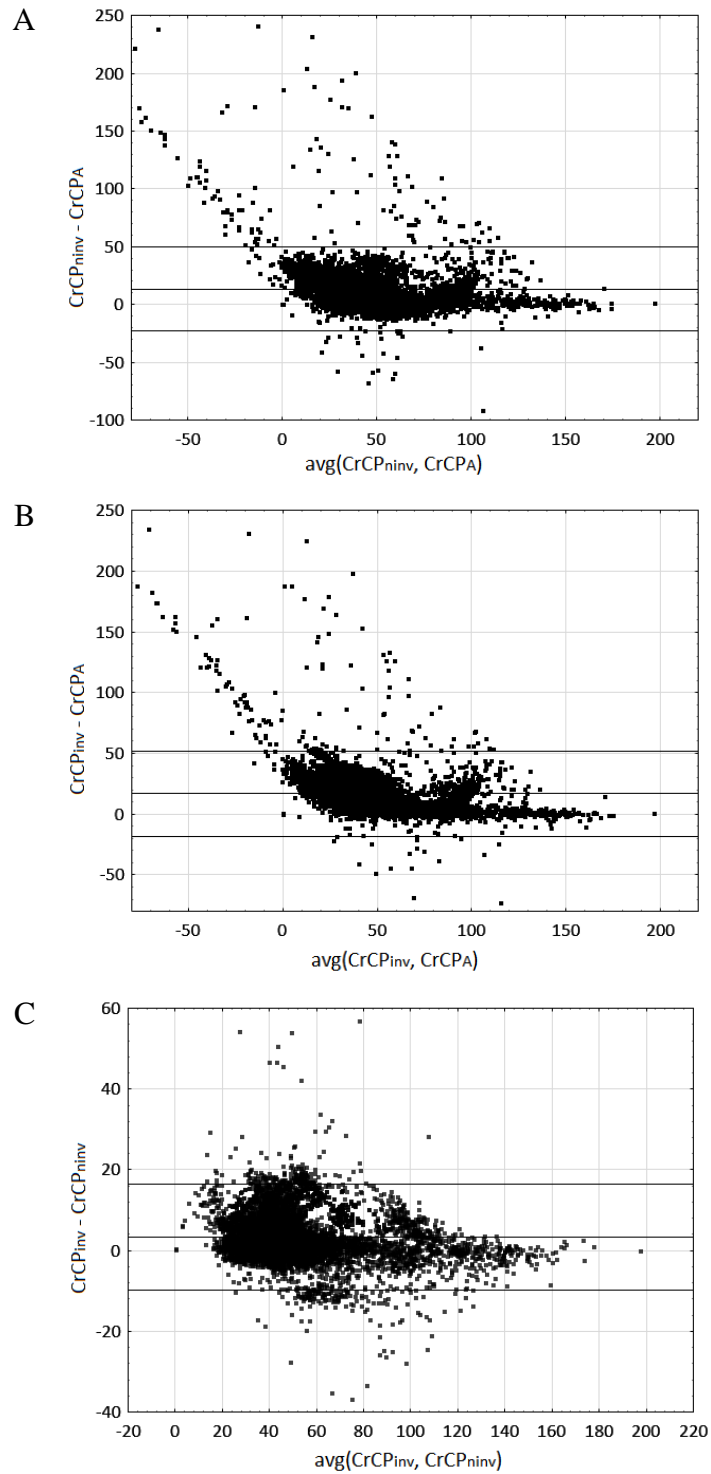 A
250
200
150
100
50
0
-50
-100
CrCPninv - CrCPA
-50 0 50 100 150 200
avg(CrCPninv, CrCPA)
B
250
200
150
100
50
0
-50
CrCPinv - CrCPA
-50 0 50 100 150 200
avg(CrCPinv, CrCPA)
C
60
40
20
0
-20
-40
CrCPinv - CrCPninv
-20 0 20 40 60 80 100 120 140 160 180 200 220
avg(CrCPinv, CrCPninv)